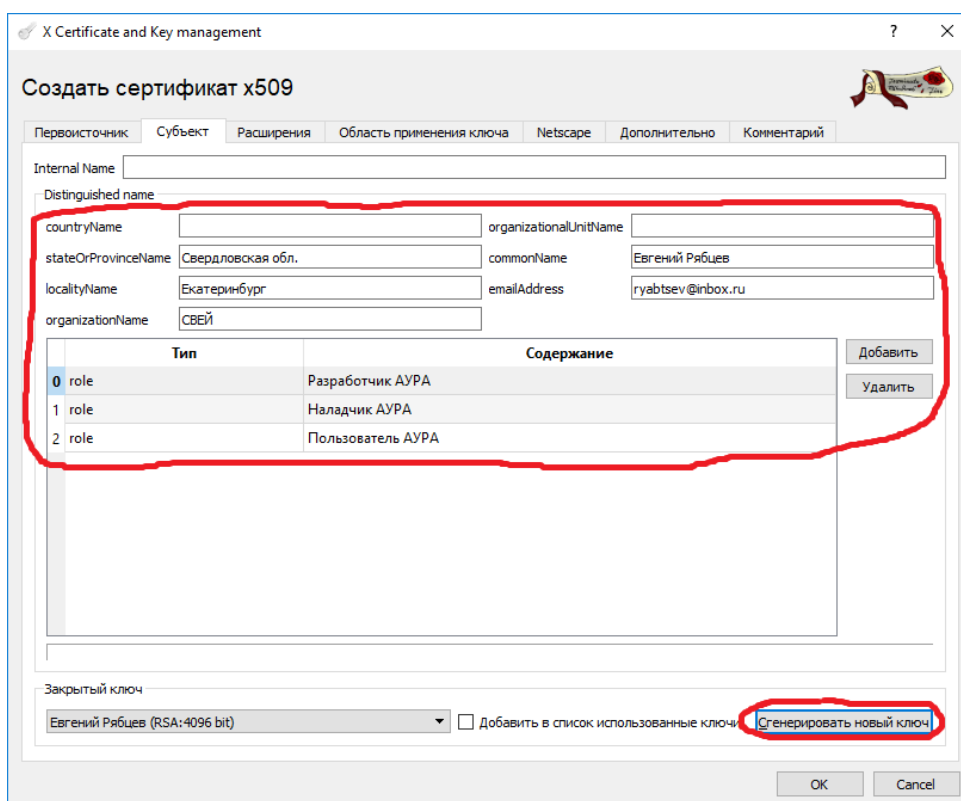 X Certificate and Key management
Создать сертификат x509
Первоисточник Субъект Расширения Область применения ключа Netscape Дополнительно Комментарий
Internal Name
Distinguished name
countryName organizationalUnitName
stateOrProvinceName Свердловская обл. commonName Евгений Рябцев
localityName Екатеринбург emailAddress ryabtsev@inbox.ru
organizationName СВЕЙ
Тип Содержание Добавить
0 role Разработчик АУРА
Удалить
1 role Наладчик АУРА
2 role Пользователь АУРА
Закрытый ключ
Евгений Рябцев (RSA:4096 bit) Добавить в список использованные ключи Сгенерировать новый ключ
OK Cancel